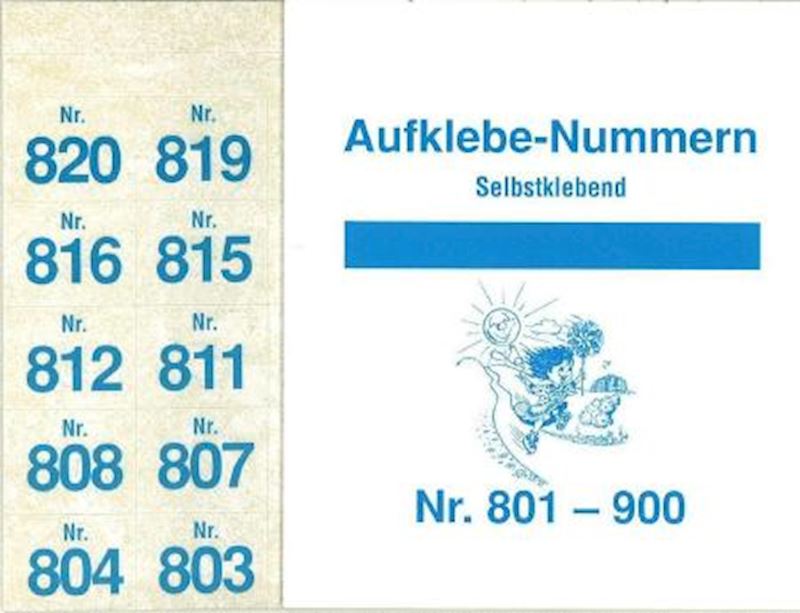 Nr. Nr.
820 819
Nr. Nr.
816 815
Nr. Nr.
812 811
Nr. Nr.
808 807
Nr. Nr.
804 803
Aufklebe-Nummern
Selbstklebend
Nr. 801 – 900